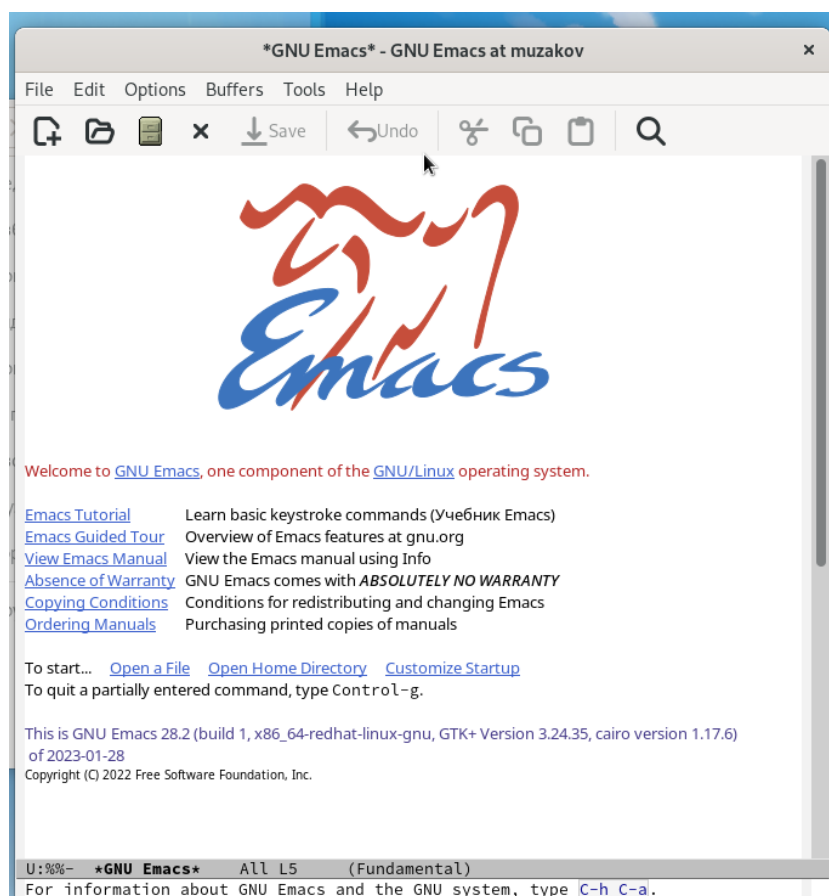 *GNU Emacs* - GNU Emacs at muzakov
File Edit Options Buffers Tools Help
Save Undo
Emacs
Welcome to GNU Emacs, one component of the GNU/Linux operating system.
Emacs Tutorial Learn basic keystroke commands (Учебник Emacs)
Emacs Guided Tour Overview of Emacs features at gnu.org
View Emacs Manual View the Emacs manual using Info
Absence of Warranty GNU Emacs comes with ABSOLUTELY NO WARRANTY
Copying Conditions Conditions for redistributing and changing Emacs
Ordering Manuals Purchasing printed copies of manuals
To start... Open a File Open Home Directory Customize Startup
To quit a partially entered command, type Control-g.
This is GNU Emacs 28.2 (build 1, x86_64-redhat-linux-gnu, GTK+ Version 3.24.35, cairo version 1.17.6)
of 2023-01-28
Copyright (C) 2022 Free Software Foundation, Inc.
U:%%- *GNU Emacs* All L5 (Fundamental)
For information about GNU Emacs and the GNU system, type C-h C-a.